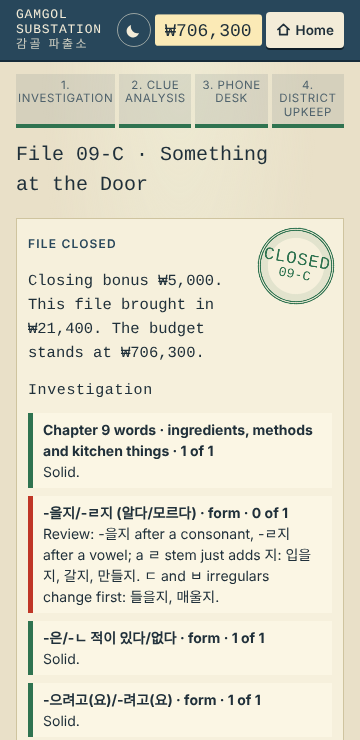 GAMGOL
SUBSTATION
감골 파출소
₩706,300
Home
1.
INVESTIGATION
2. CLUE
ANALYSIS
3. PHONE
DESK
4.
DISTRICT
UPKEEP
File 09-C · Something
at the Door
FILE CLOSED
CLOSED
09-C
Closing bonus ₩5,000.
This file brought in
₩21,400. The budget
stands at ₩706,300.
Investigation
Chapter 9 words · ingredients, methods
and kitchen things · 1 of 1
Solid.
-을지/-ㄹ지 (알다/모르다) · form · 0 of 1
Review: -을지 after a consonant, -ㄹ지
after a vowel; a ㄹ stem just adds 지: 입을
지, 갈지, 만들지. ㄷ and ㅂ irregulars
change first: 들을지, 매울지.
-은/-ㄴ 적이 있다/없다 · form · 1 of 1
Solid.
-으려고(요)/-려고(요) · form · 1 of 1
Solid.